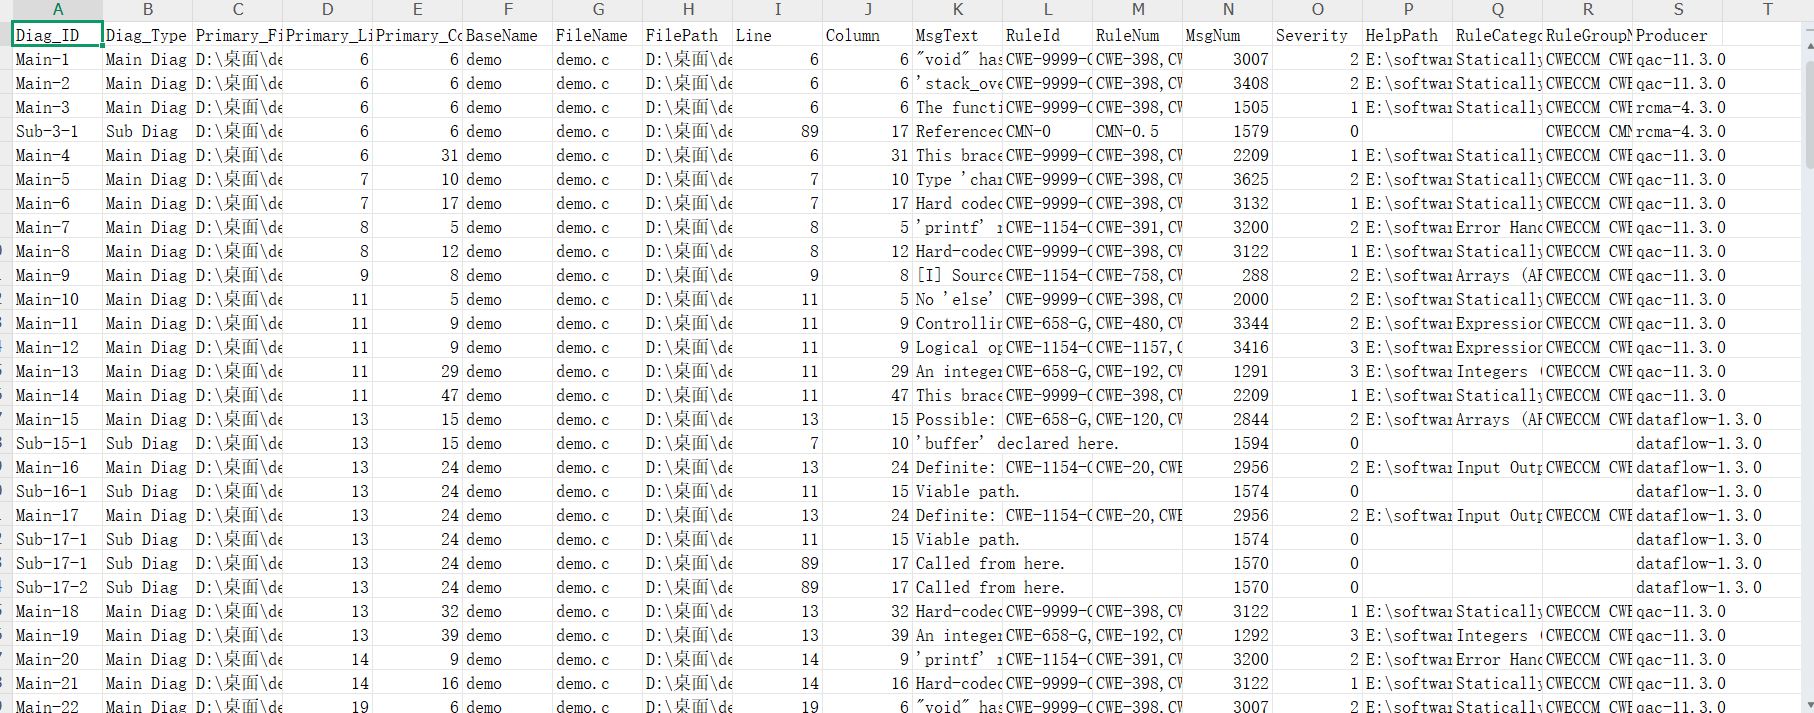 A B C D E F G H I J K L M N O P Q R S T
Diag_ID Diag_Type Primary_Fi Primary_Li Primary_Co BaseName FileName FilePath Line Column MsgText RuleId RuleNum MsgNum Severity HelpPath RuleCatego RuleGroupN Producer
Main-1 Main Diag D:\桌面\de 6 6 demo demo.c D:\桌面\de 6 6 "void" has CWE-9999-C CWE-398,CW 3007 2 E:\softwar Statically CWECCM CWE qac-11.3.0
Main-2 Main Diag D:\桌面\de 6 6 demo demo.c D:\桌面\de 6 6 'stack_ove CWE-9999-C CWE-398,CW 3408 2 E:\softwar Statically CWECCM CWE qac-11.3.0
Main-3 Main Diag D:\桌面\de 6 6 demo demo.c D:\桌面\de 6 6 The functi CWE-9999-C CWE-398,CW 1505 1 E:\softwar Statically CWECCM CWE rcma-4.3.0
Sub-3-1 Sub Diag D:\桌面\de 6 6 demo demo.c D:\桌面\de 89 17 Referenced CMN-0 CMN-0.5 1579 0 CWECCM CMN rcma-4.3.0
Main-4 Main Diag D:\桌面\de 6 31 demo demo.c D:\桌面\de 6 31 This brace CWE-9999-C CWE-398,CW 2209 1 E:\softwar Statically CWECCM CWE qac-11.3.0
Main-5 Main Diag D:\桌面\de 7 10 demo demo.c D:\桌面\de 7 10 Type 'char CWE-9999-C CWE-398,CW 3625 2 E:\softwar Statically CWECCM CWE qac-11.3.0
Main-6 Main Diag D:\桌面\de 7 17 demo demo.c D:\桌面\de 7 17 Hard coded CWE-9999-C CWE-398,CW 3132 1 E:\softwar Statically CWECCM CWE qac-11.3.0
Main-7 Main Diag D:\桌面\de 8 5 demo demo.c D:\桌面\de 8 5 'printf' r CWE-1154-C CWE-391,CW 3200 2 E:\softwar Error Hand CWECCM CWE qac-11.3.0
Main-8 Main Diag D:\桌面\de 8 12 demo demo.c D:\桌面\de 8 12 Hard-coded CWE-9999-C CWE-398,CW 3122 1 E:\softwar Statically CWECCM CWE qac-11.3.0
Main-9 Main Diag D:\桌面\de 9 8 demo demo.c D:\桌面\de 9 8 [I] Source CWE-1154-C CWE-758,CW 288 2 E:\softwar Arrays (AR CWECCM CWE qac-11.3.0
Main-10 Main Diag D:\桌面\de 11 5 demo demo.c D:\桌面\de 11 5 No 'else' CWE-9999-C CWE-398,CW 2000 2 E:\softwar Statically CWECCM CWE qac-11.3.0
Main-11 Main Diag D:\桌面\de 11 9 demo demo.c D:\桌面\de 11 9 Controllin CWE-658-G, CWE-480,CW 3344 2 E:\softwar Expression CWECCM CWE qac-11.3.0
Main-12 Main Diag D:\桌面\de 11 9 demo demo.c D:\桌面\de 11 9 Logical op CWE-1154-C CWE-1157,C 3416 3 E:\softwar Expression CWECCM CWE qac-11.3.0
Main-13 Main Diag D:\桌面\de 11 29 demo demo.c D:\桌面\de 11 29 An integer CWE-658-G, CWE-192,CW 1291 3 E:\softwar Integers ( CWECCM CWE qac-11.3.0
Main-14 Main Diag D:\桌面\de 11 47 demo demo.c D:\桌面\de 11 47 This brace CWE-9999-C CWE-398,CW 2209 1 E:\softwar Statically CWECCM CWE qac-11.3.0
Main-15 Main Diag D:\桌面\de 13 15 demo demo.c D:\桌面\de 13 15 Possible: CWE-658-G, CWE-120,CW 2844 2 E:\softwar Arrays (AR CWECCM CWE dataflow-1.3.0
Sub-15-1 Sub Diag D:\桌面\de 13 15 demo demo.c D:\桌面\de 7 10 'buffer' declared here. 1594 0 dataflow-1.3.0
Main-16 Main Diag D:\桌面\de 13 24 demo demo.c D:\桌面\de 13 24 Definite: CWE-1154-C CWE-20,CWE 2956 2 E:\softwar Input Outp CWECCM CWE dataflow-1.3.0
Sub-16-1 Sub Diag D:\桌面\de 13 24 demo demo.c D:\桌面\de 11 15 Viable path. 1574 0 dataflow-1.3.0
Main-17 Main Diag D:\桌面\de 13 24 demo demo.c D:\桌面\de 13 24 Definite: CWE-1154-C CWE-20,CWE 2956 2 E:\softwar Input Outp CWECCM CWE dataflow-1.3.0
Sub-17-1 Sub Diag D:\桌面\de 13 24 demo demo.c D:\桌面\de 11 15 Viable path. 1574 0 dataflow-1.3.0
Sub-17-1 Sub Diag D:\桌面\de 13 24 demo demo.c D:\桌面\de 89 17 Called from here. 1570 0 dataflow-1.3.0
Sub-17-2 Sub Diag D:\桌面\de 13 24 demo demo.c D:\桌面\de 89 17 Called from here. 1570 0 dataflow-1.3.0
Main-18 Main Diag D:\桌面\de 13 32 demo demo.c D:\桌面\de 13 32 Hard-coded CWE-9999-C CWE-398,CW 3122 1 E:\softwar Statically CWECCM CWE qac-11.3.0
Main-19 Main Diag D:\桌面\de 13 39 demo demo.c D:\桌面\de 13 39 An integer CWE-658-G, CWE-192,CW 1292 3 E:\softwar Integers ( CWECCM CWE qac-11.3.0
Main-20 Main Diag D:\桌面\de 14 9 demo demo.c D:\桌面\de 14 9 'printf' r CWE-1154-C CWE-391,CW 3200 2 E:\softwar Error Hand CWECCM CWE qac-11.3.0
Main-21 Main Diag D:\桌面\de 14 16 demo demo.c D:\桌面\de 14 16 Hard-coded CWE-9999-C CWE-398,CW 3122 1 E:\softwar Statically CWECCM CWE qac-11.3.0
Main-22 Main Diag D:\桌面\de 19 6 demo demo.c D:\桌面\de 19 6 "void" has CWE-9999-C CWE-398,CW 3007 2 E:\softwar Statically CWECCM CWE qac-11.3.0